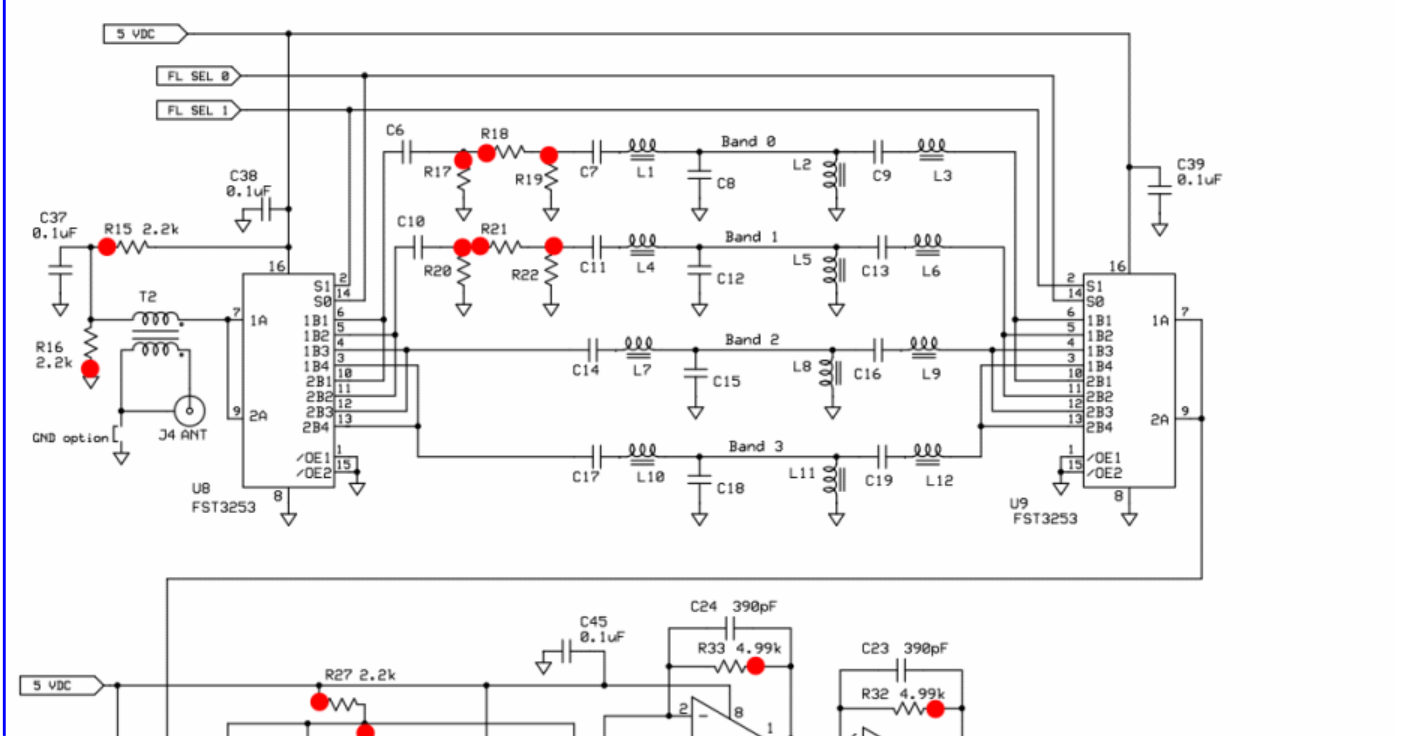 5 VDC
FL SEL 0
FL SEL 1
C6
R18
Band 0
R17
R19
C7
L1
C8
L2
C9
L3
C39
0.1uF
C38
0.1uF
C37
0.1uF
R15 2.2k
C10
R21
Band 1
R20
R22
C11
L4
C12
L5
C13
L6
16
T2
7
1A
R16
2.2k
9
2A
GND option
J4 ANT
S1
2
S0
14
1B1
6
1B2
5
1B3
4
1B4
3
2B1
10
2B2
11
2B3
12
2B4
13
/OE1
1
/OE2
15
8
U8
FST3253
Band 2
C14
L7
C15
L8
C16
L9
Band 3
C17
L10
C18
L11
C19
L12
16
2
S1
14
S0
6
1B1
5
1B2
4
1B3
3
1B4
10
2B1
11
2B2
12
2B3
13
2B4
1
/OE1
15
/OE2
1A
7
2A
9
8
U9
FST3253
C24 390pF
C45
0.1uF
R33 4.99k
C23 390pF
R27 2.2k
5 VDC
R32 4.99k
2
-
8
1